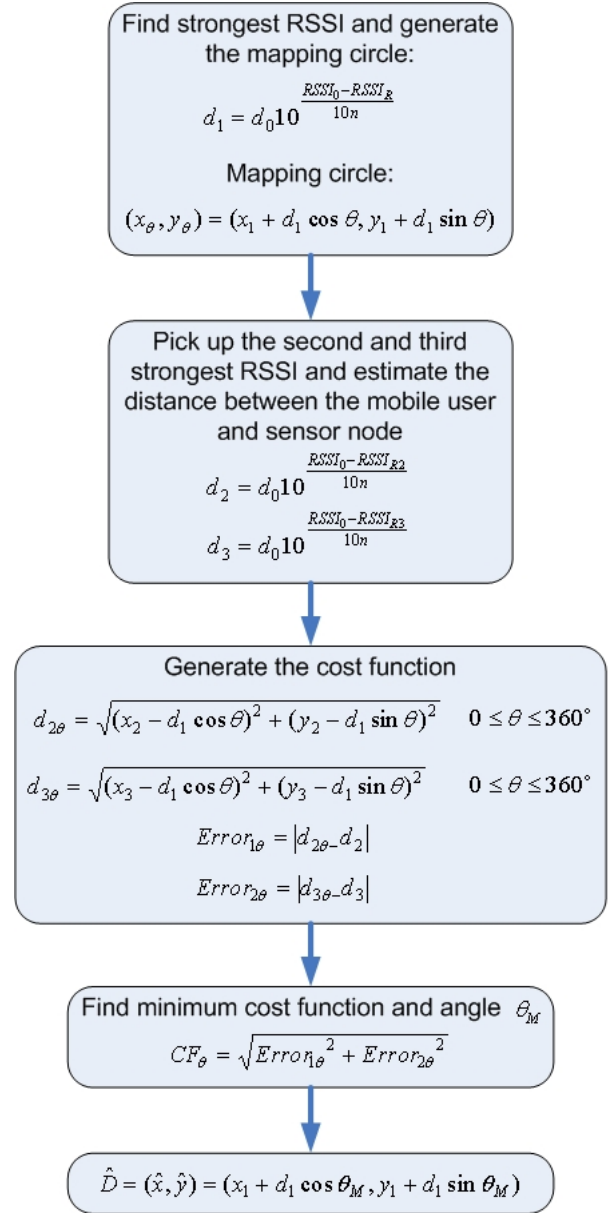 Find strongest RSSI and generate
the mapping circle:
d₁ = d₀10^((RSSI₀−RSSI_R)/10n)
Mapping circle:
(x_θ, y_θ) = (x₁ + d₁ cos θ, y₁ + d₁ sin θ)
Pick up the second and third
strongest RSSI and estimate the
distance between the mobile user
and sensor node
d₂ = d₀10^((RSSI₀−RSSI_R2)/10n)
d₃ = d₀10^((RSSI₀−RSSI_R3)/10n)
Generate the cost function
d_2θ = √((x₂ − d₁ cos θ)² + (y₂ − d₁ sin θ)²) 0 ≤ θ ≤ 360°
d_3θ = √((x₃ − d₁ cos θ)² + (y₃ − d₁ sin θ)²) 0 ≤ θ ≤ 360°
Error_1θ = |d_2θ− d₂|
Error_2θ = |d_3θ− d₃|
Find minimum cost function and angle θ_M
CF_θ = √(Error_1θ² + Error_2θ²)
D̂ = (x̂, ŷ) = (x₁ + d₁ cos θ_M, y₁ + d₁ sin θ_M)